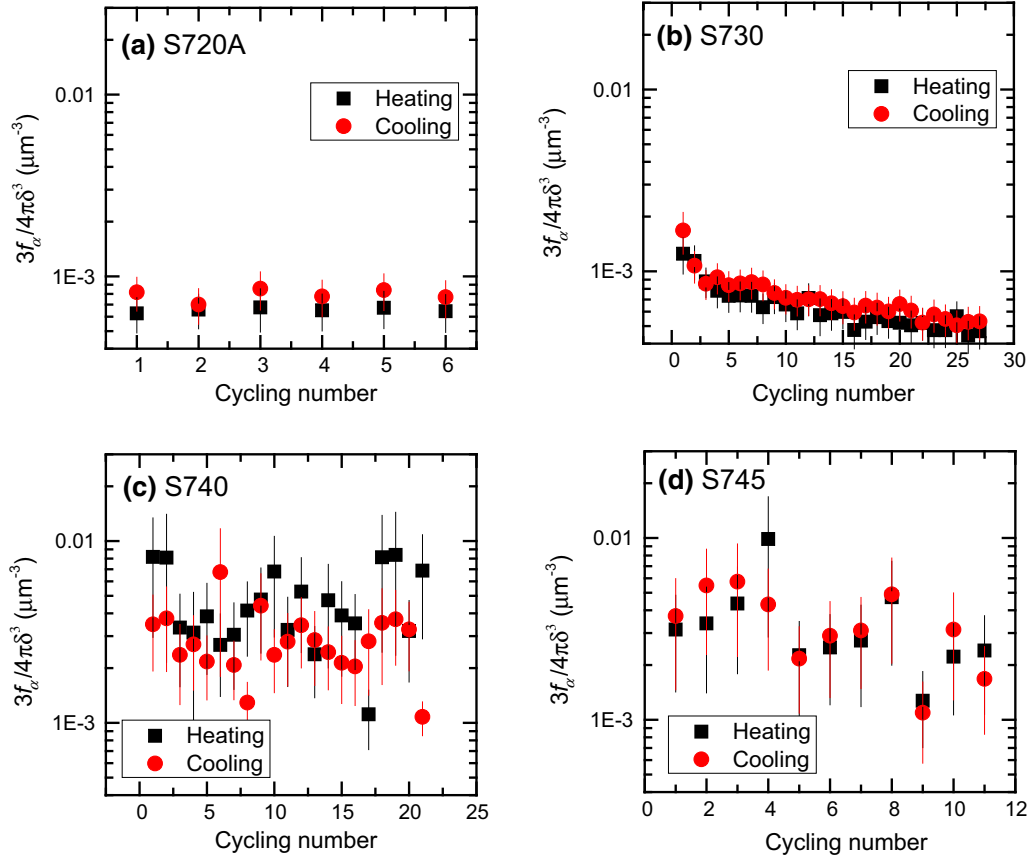 (a) S720A
Heating
Cooling
0.01
1E-3
3fα/4πδ³ (μm⁻³)
1 2 3 4 5 6
Cycling number
(b) S730
Heating
Cooling
0.01
1E-3
3fα/4πδ³ (μm⁻³)
0 5 10 15 20 25 30
Cycling number
(c) S740
Heating
Cooling
0.01
1E-3
3fα/4πδ³ (μm⁻³)
0 5 10 15 20 25
Cycling number
(d) S745
Heating
Cooling
0.01
1E-3
3fα/4πδ³ (μm⁻³)
0 2 4 6 8 10 12
Cycling number